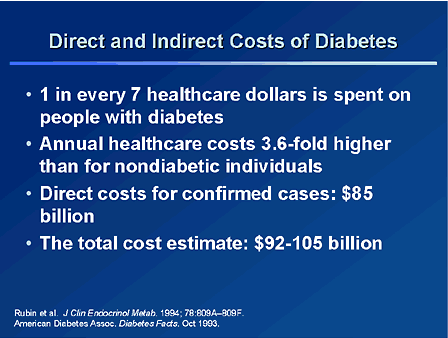 Direct and Indirect Costs of Diabetes
• 1 in every 7 healthcare dollars is spent on
people with diabetes
• Annual healthcare costs 3.6-fold higher
than for nondiabetic individuals
• Direct costs for confirmed cases: $85
billion
• The total cost estimate: $92-105 billion
Rubin et al. J Clin Endocrinol Metab. 1994; 78:809A–809F.
American Diabetes Assoc. Diabetes Facts. Oct 1993.